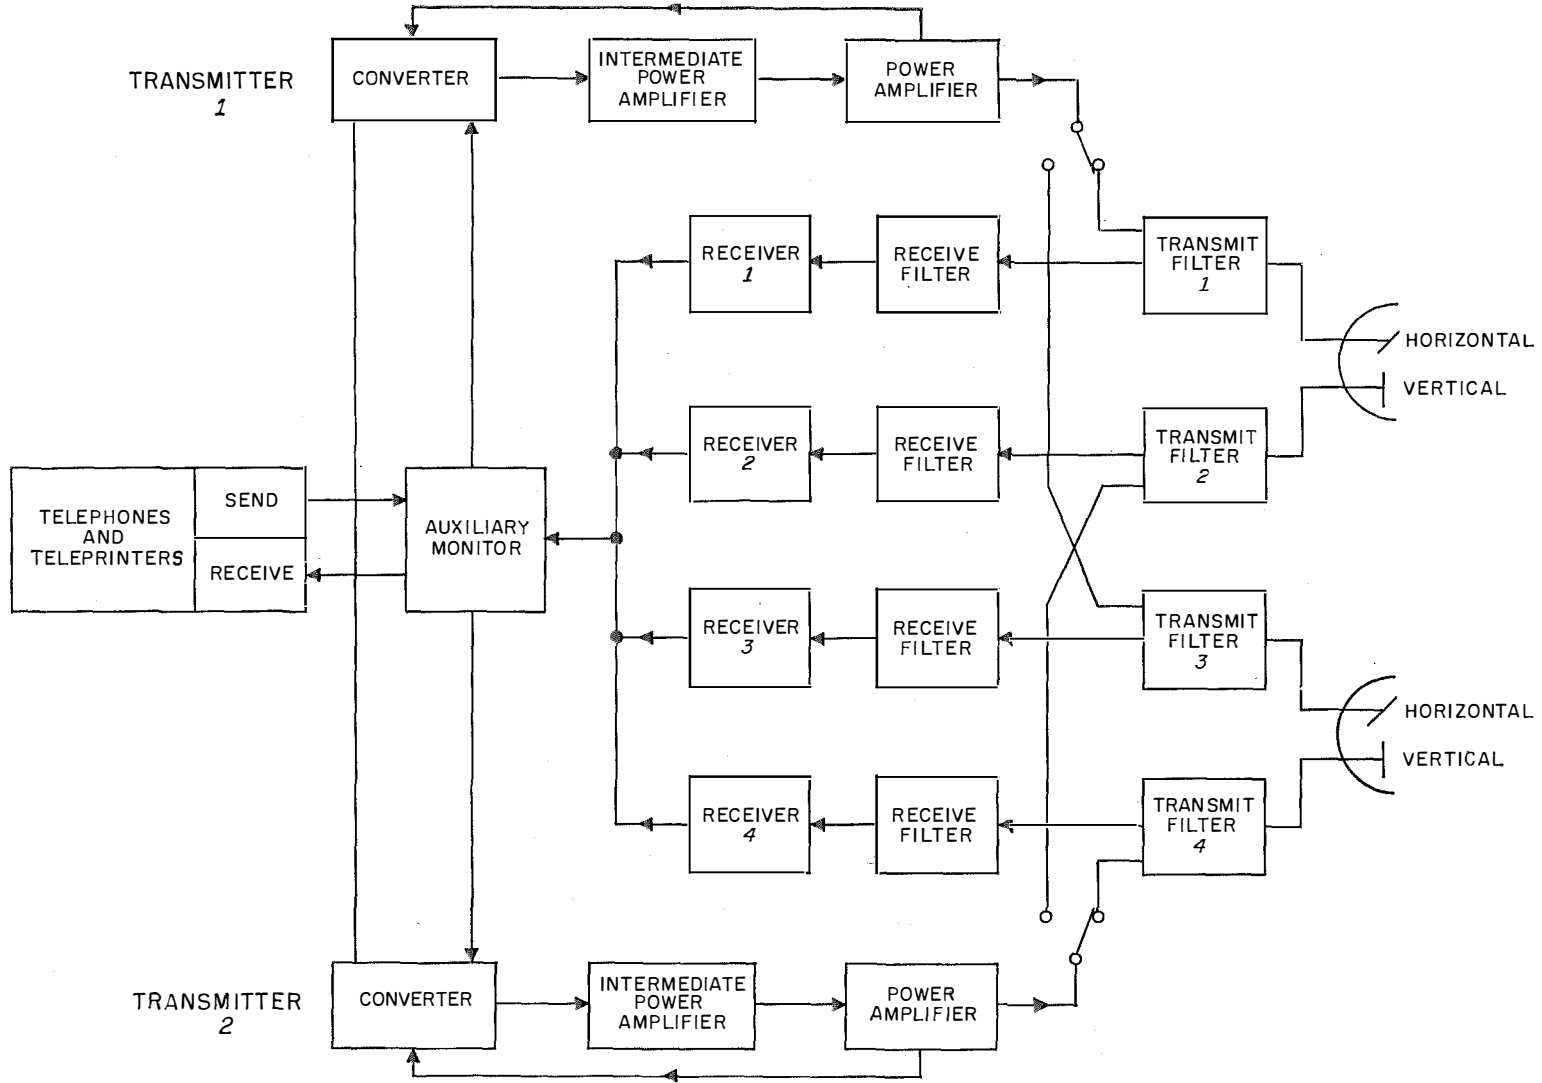 TRANSMITTER
1
CONVERTER
INTERMEDIATE
POWER
AMPLIFIER
POWER
AMPLIFIER
RECEIVER
1
RECEIVE
FILTER
TRANSMIT
FILTER
1
HORIZONTAL
VERTICAL
RECEIVER
2
RECEIVE
FILTER
TRANSMIT
FILTER
2
TELEPHONES
AND
TELEPRINTERS
SEND
RECEIVE
AUXILIARY
MONITOR
RECEIVER
3
RECEIVE
FILTER
TRANSMIT
FILTER
3
HORIZONTAL
VERTICAL
RECEIVER
4
RECEIVE
FILTER
TRANSMIT
FILTER
4
TRANSMITTER
2
CONVERTER
INTERMEDIATE
POWER
AMPLIFIER
POWER
AMPLIFIER